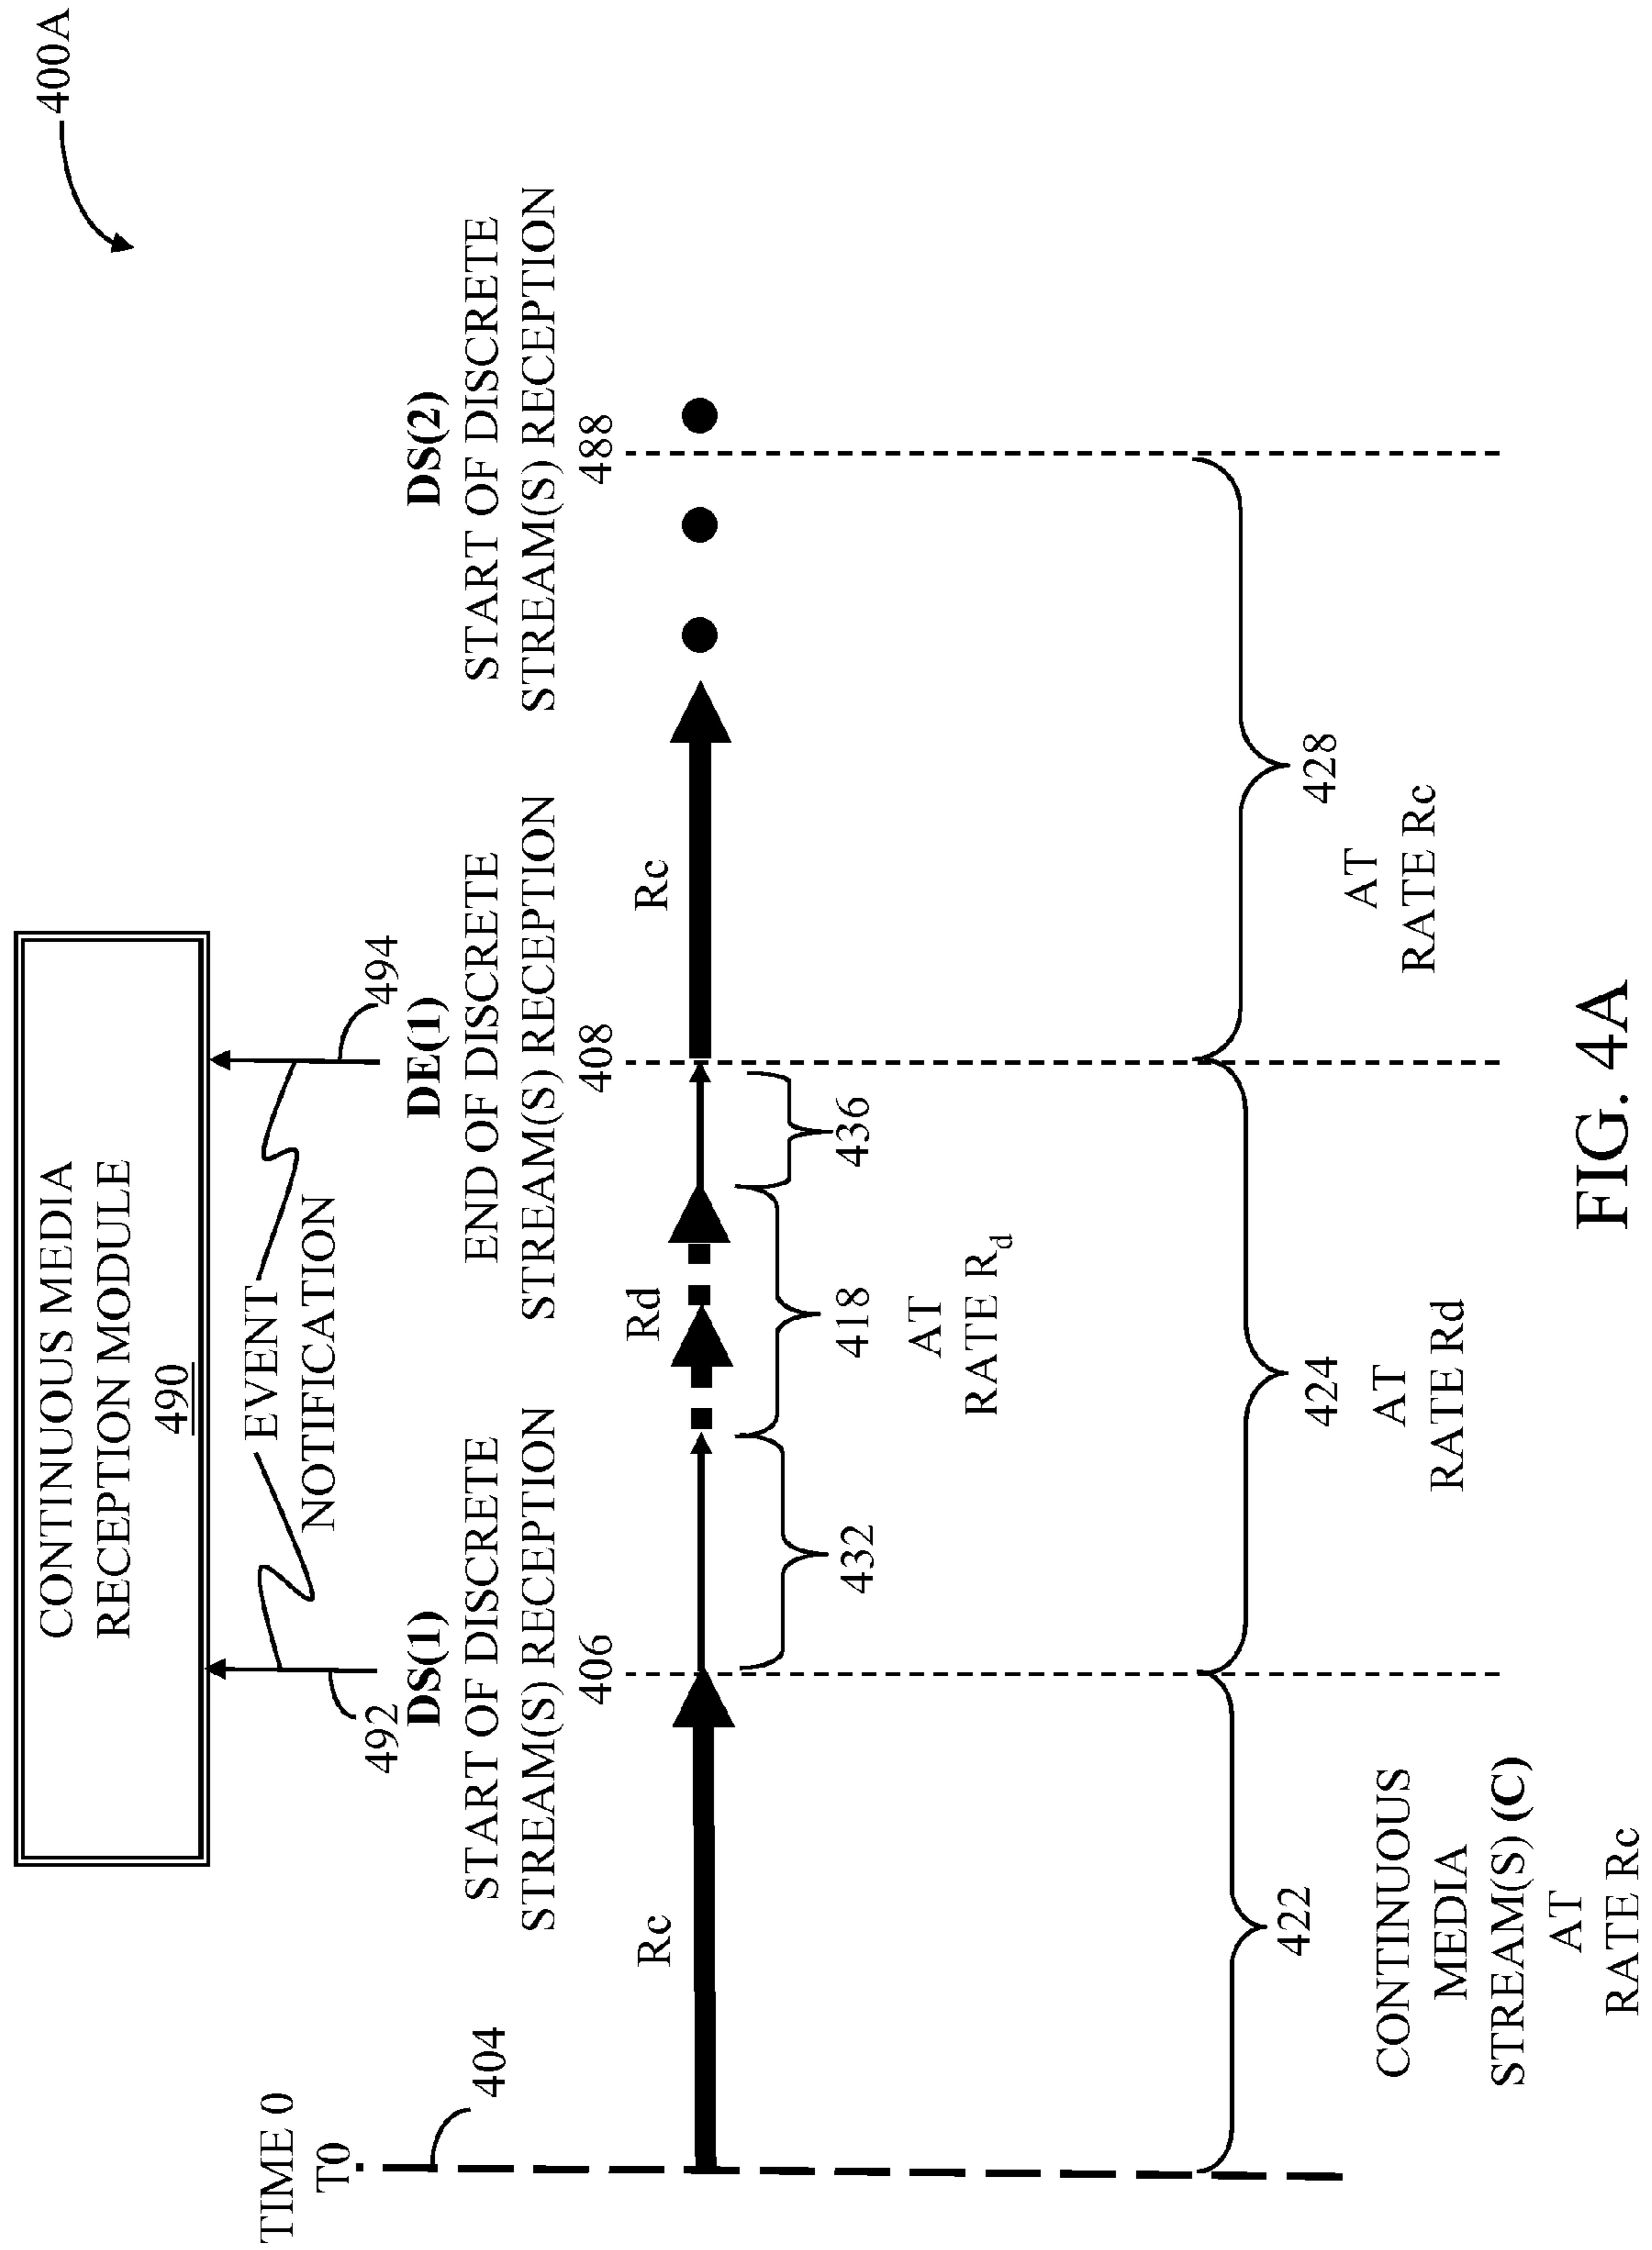 400A
CONTINUOUS MEDIA
RECEPTION MODULE
490
EVENT
NOTIFICATION
492
494
TIME 0
T0
404
DS(1)
START OF DISCRETE
STREAM(S) RECEPTION
406
DE(1)
END OF DISCRETE
STREAM(S) RECEPTION
408
DS(2)
START OF DISCRETE
STREAM(S) RECEPTION
488
Rc
Rd
Rc
432
418
AT
RATE Rd
436
422
CONTINUOUS
MEDIA
STREAM(S) (C)
AT
RATE Rc
424
AT
RATE Rd
428
AT
RATE Rc
FIG. 4A